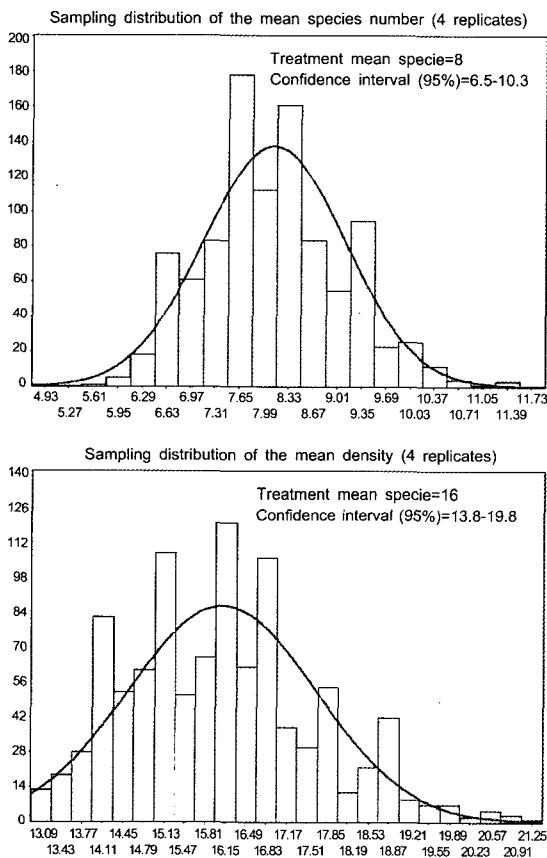 Sampling distribution of the mean species number (4 replicates)
Treatment mean specie=8
Confidence interval (95%)=6.5-10.3
200
180
160
140
120
100
80
60
40
20
0
4.93 5.61 6.29 6.97 7.65 8.33 9.01 9.69 10.37 11.05 11.73
5.27 5.95 6.63 7.31 7.99 8.67 9.35 10.03 10.71 11.39
Sampling distribution of the mean density (4 replicates)
Treatment mean specie=16
Confidence interval (95%)=13.8-19.8
140
126
112
98
84
70
56
42
28
14
0
13.09 13.77 14.45 15.13 15.81 16.49 17.17 17.85 18.53 19.21 19.89 20.57 21.25
13.43 14.11 14.79 15.47 16.15 16.83 17.51 18.19 18.87 19.55 20.23 20.91